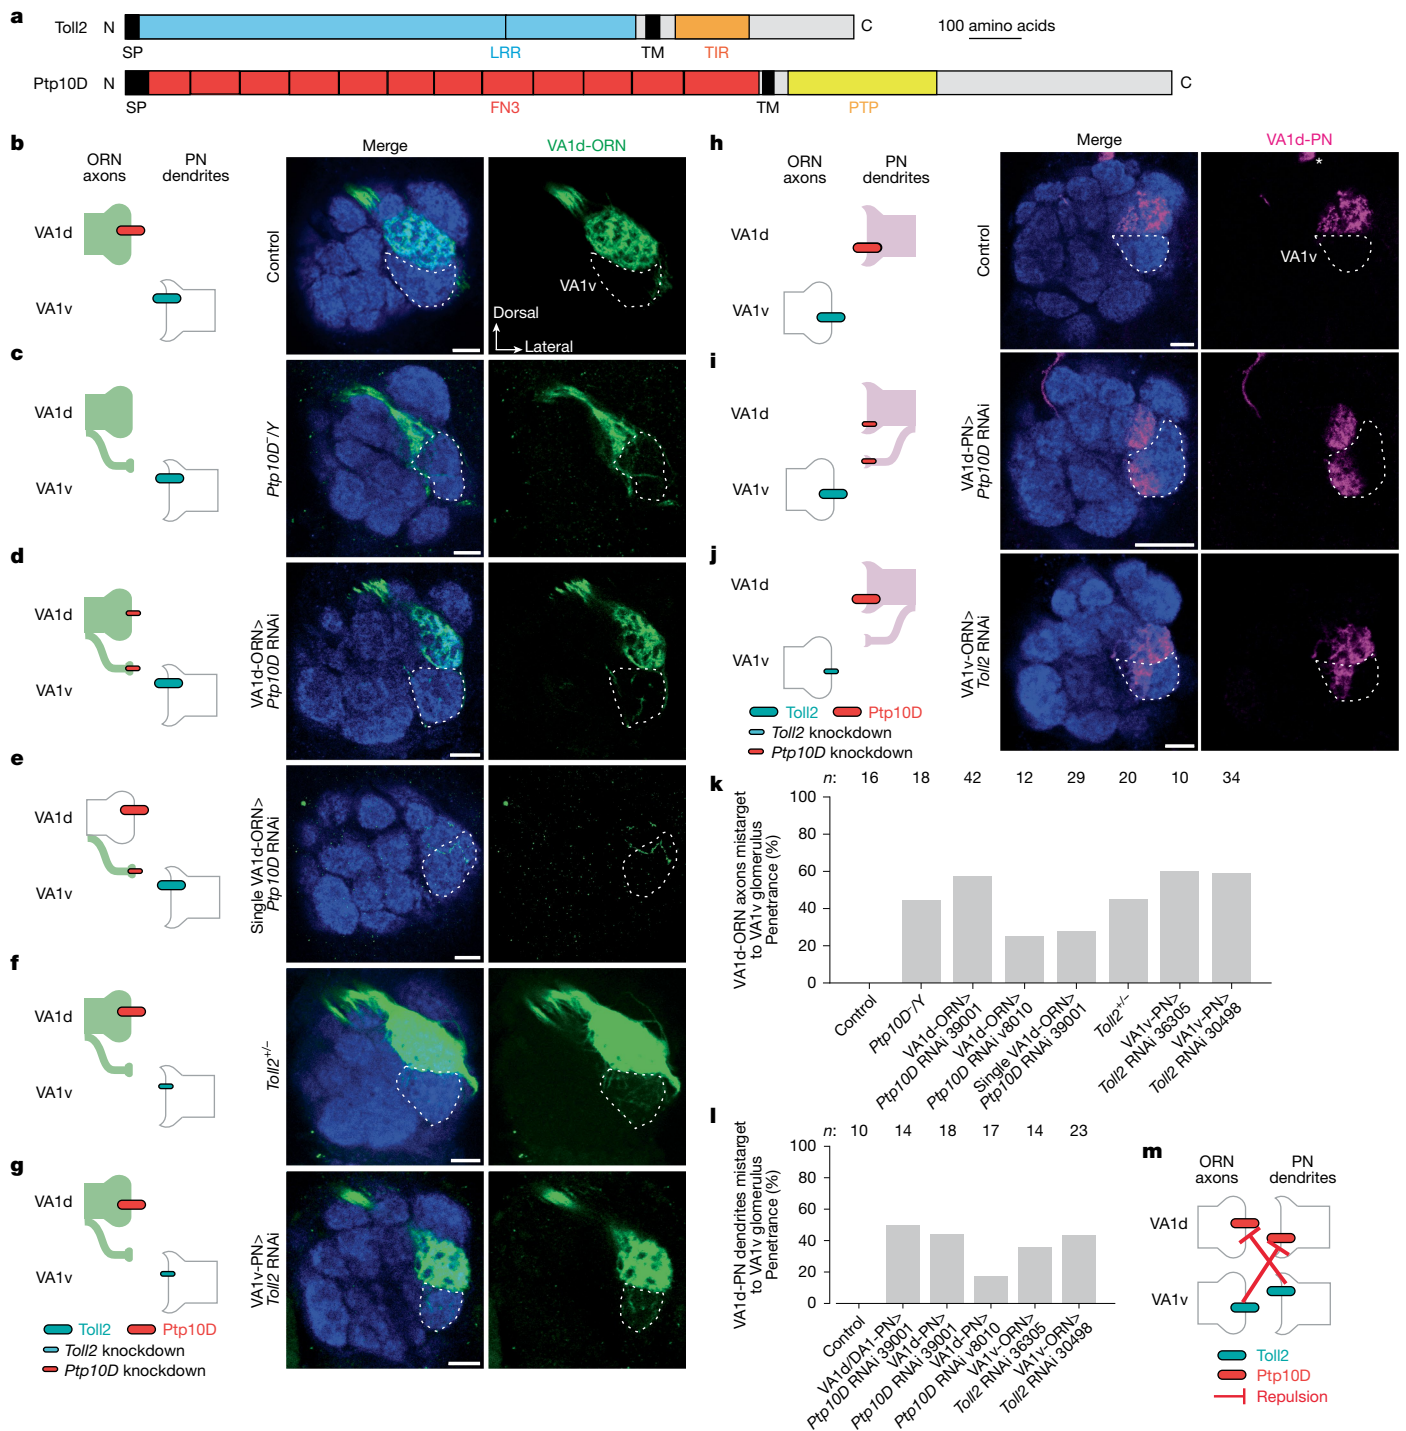 a
Toll2 N C 100 amino acids
SP LRR TM TIR
Ptp10D N C
SP FN3 TM PTP
b
ORN axons
PN dendrites
Merge
VA1d-ORN
VA1d
VA1v
Control
VA1v
Dorsal
Lateral
c
VA1d
VA1v
Ptp10D−/Y
d
VA1d
VA1v
VA1d-ORN>
Ptp10D RNAi
e
VA1d
VA1v
Single VA1d-ORN>
Ptp10D RNAi
f
VA1d
VA1v
Toll2+/−
g
VA1d
VA1v
VA1v-PN>
Toll2 RNAi
Toll2 Ptp10D
Toll2 knockdown
Ptp10D knockdown
h
ORN axons
PN dendrites
Merge
VA1d-PN
VA1d
VA1v
Control
*
VA1v
i
VA1d
VA1v
VA1d-PN>
Ptp10D RNAi
j
VA1d
VA1v
VA1v-ORN>
Toll2 RNAi
Toll2 Ptp10D
Toll2 knockdown
Ptp10D knockdown
k
n: 16 18 42 12 29 20 10 34
VA1d-ORN axons mistarget
to VA1v glomerulus
Penetrance (%)
100
80
60
40
20
0
Control
Ptp10D−/Y
VA1d-ORN>
Ptp10D RNAi 39001
VA1d-ORN>
Ptp10D RNAi v8010
Single VA1d-ORN>
Ptp10D RNAi 39001
Toll2+/−
VA1v-PN>
Toll2 RNAi 36305
VA1v-PN>
Toll2 RNAi 30498
l
n: 10 14 18 17 14 23
VA1d-PN dendrites mistarget
to VA1v glomerulus
Penetrance (%)
100
80
60
40
20
0
Control
VA1d/DA1-PN>
Ptp10D RNAi 39001
VA1d-PN>
Ptp10D RNAi 39001
VA1d-PN>
Ptp10D RNAi v8010
VA1v-ORN>
Toll2 RNAi 36305
VA1v-ORN>
Toll2 RNAi 30498
m
ORN axons
PN dendrites
VA1d
VA1v
Toll2
Ptp10D
Repulsion